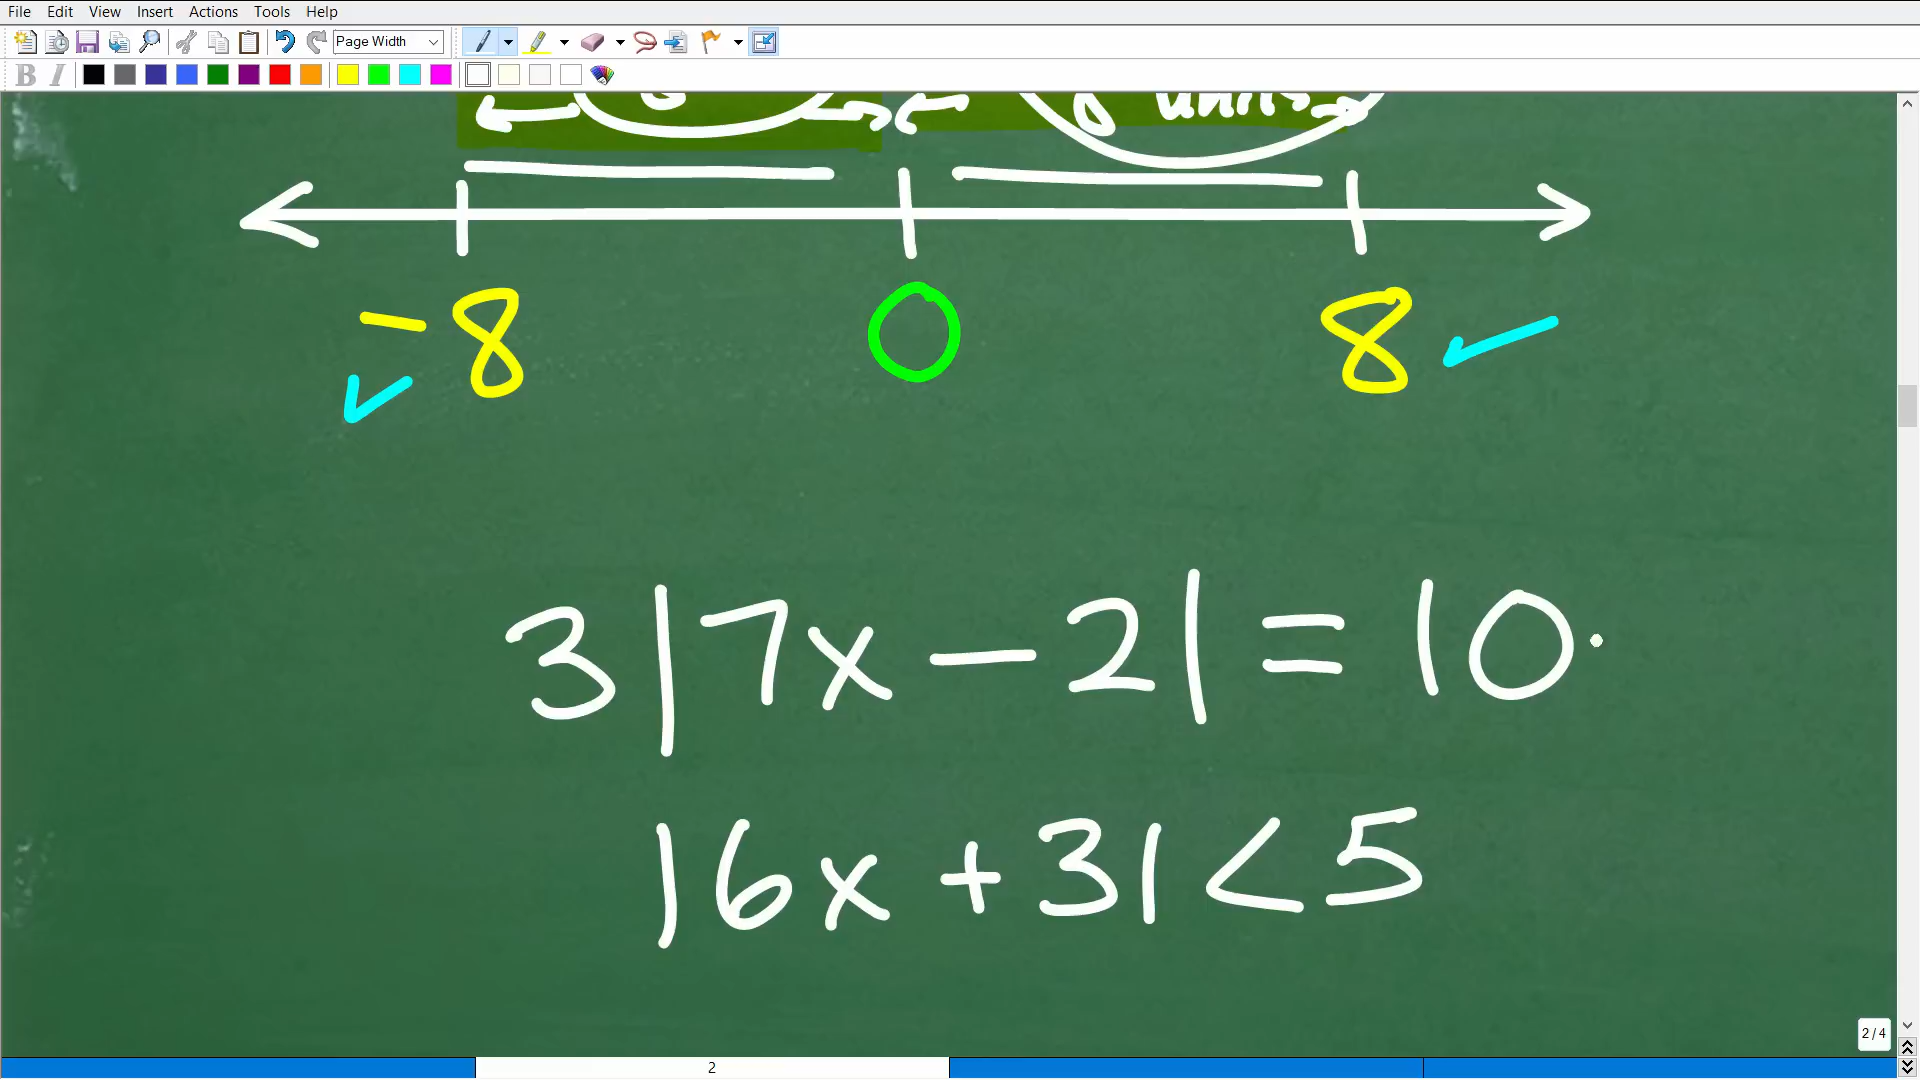 File Edit View Insert Actions Tools Help
Page Width
B I
units
-8 0 8
3|7x-2|=10
|6x+3|<5
2/4
2